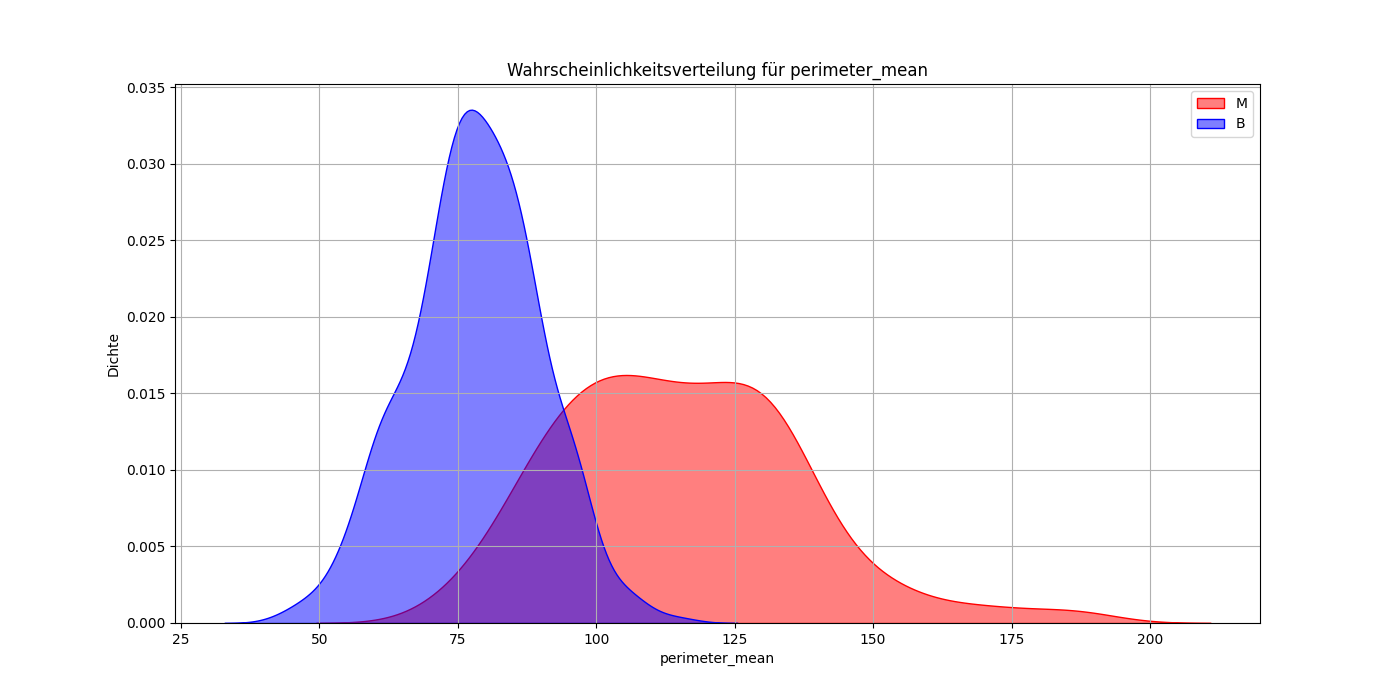 Wahrscheinlichkeitsverteilung für perimeter_mean
M
B
0.035
0.030
0.025
0.020
0.015
0.010
0.005
0.000
Dichte
25 50 75 100 125 150 175 200
perimeter_mean